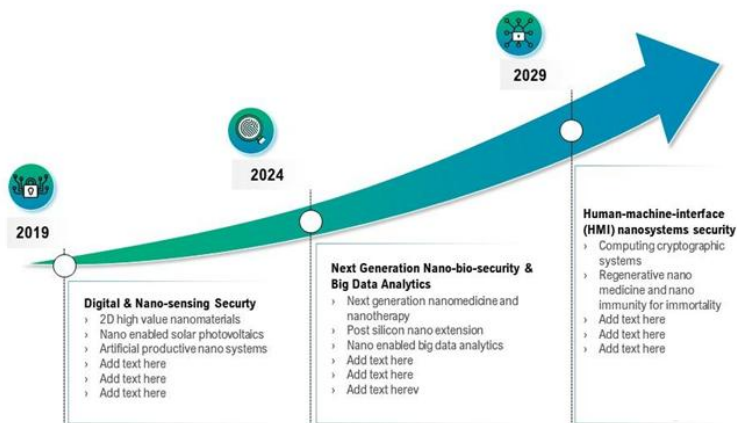 2019
Digital & Nano-sensing Securty
› 2D high value nanomaterials
› Nano enabled solar photovoltaics
› Artificial productive nano systems
› Add text here
› Add text here
› Add text here
2024
Next Generation Nano-bio-security &
Big Data Analytics
› Next generation nanomedicine and
nanotherapy
› Post silicon nano extension
› Nano enabled big data analytics
› Add text here
› Add text here
› Add text herev
2029
Human-machine-interface
(HMI) nanosystems security
› Computing cryptographic
systems
› Regenerative nano
medicine and nano
immunity for immortality
› Add text here
› Add text here
› Add text here